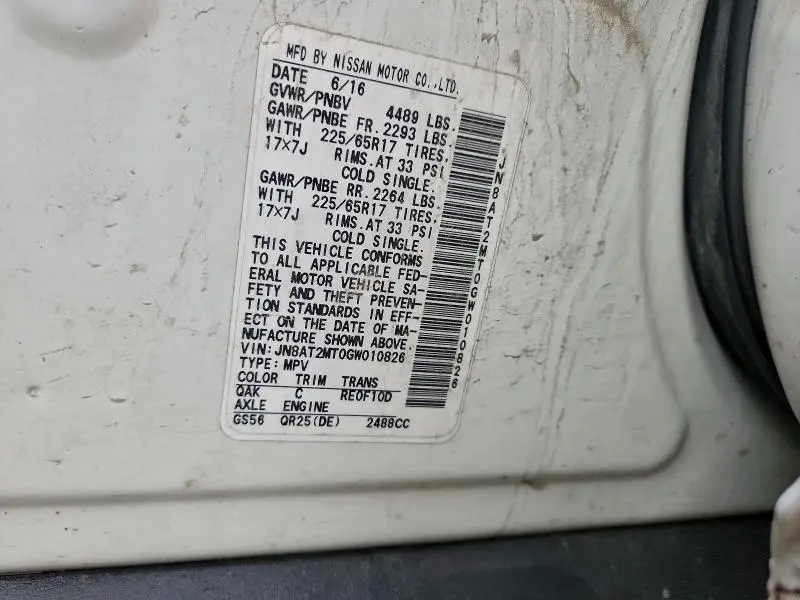 MFD BY NISSAN MOTOR CO.,LTD.
DATE 6/16
GVWR/PNBV 4489 LBS.
GAWR/PNBE FR. 2293 LBS.
WITH 225/65R17 TIRES,
17×7J RIMS.AT 33 PSI
COLD SINGLE.
GAWR/PNBE RR. 2264 LBS.
WITH 225/65R17 TIRES,
17×7J RIMS.AT 33 PSI
COLD SINGLE.
THIS VEHICLE CONFORMS
TO ALL APPLICABLE FED-
ERAL MOTOR VEHICLE SA-
FETY AND THEFT PREVEN-
TION STANDARDS IN EFF-
ECT ON THE DATE OF MA-
NUFACTURE SHOWN ABOVE.
VIN:JN8AT2MT0GW010826
TYPE:MPV
COLOR TRIM TRANS
QAK C RE0F10D
AXLE ENGINE
GS56 QR25(DE) 2488CC
JN8AT2MT0GW010826